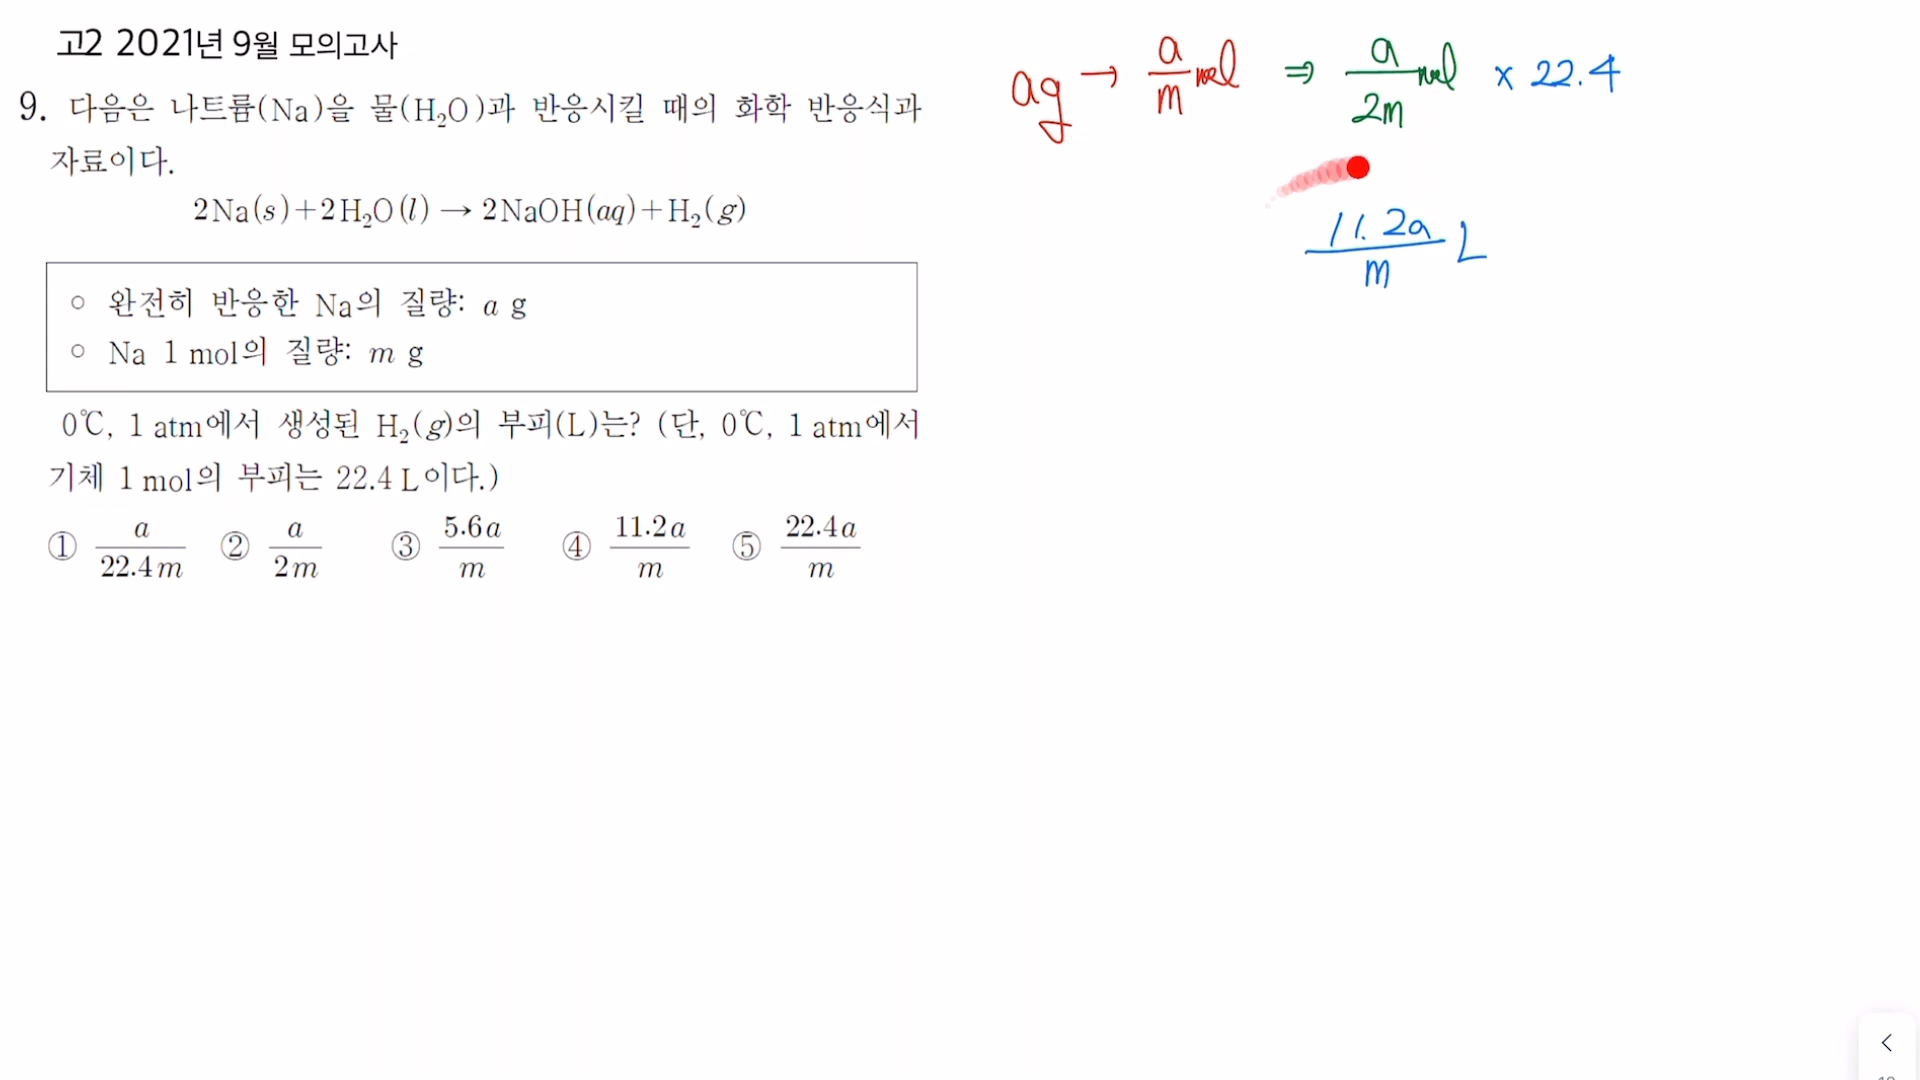 고2 2021년 9월 모의고사
9. 다음은 나트륨(Na)을 물(H₂O)과 반응시킬 때의 화학 반응식과
자료이다.
2Na(s)+2H₂O(l)→2NaOH(aq)+H₂(g)
○ 완전히 반응한 Na의 질량: a g
○ Na 1 mol의 질량: m g
0℃, 1 atm에서 생성된 H₂(g)의 부피(L)는? (단, 0℃, 1 atm에서
기체 1 mol의 부피는 22.4 L이다.)
① a/22.4m ② a/2m ③ 5.6a/m ④ 11.2a/m ⑤ 22.4a/m
ag → a/m mol ⇒ a/2m mol × 22.4
11.2a/m L